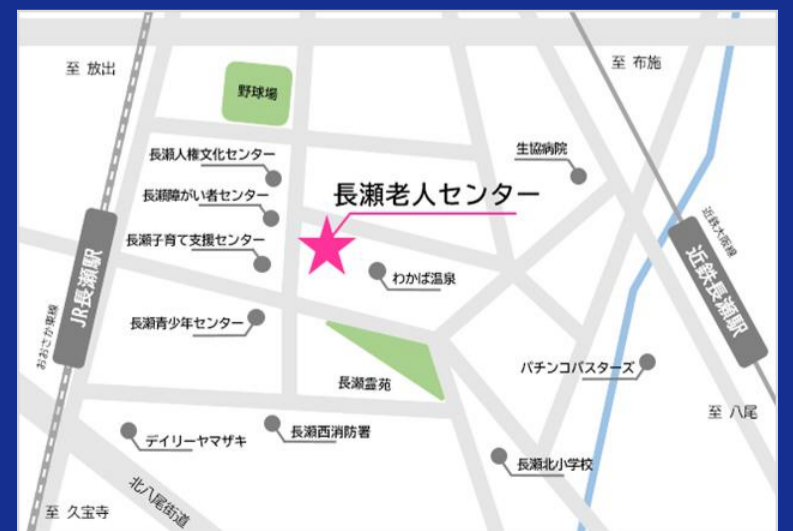 至 放出
至 布施
野球場
長瀬人権文化センター
生協病院
長瀬障がい者センター
長瀬老人センター
近鉄大阪線
長瀬子育て支援センター
わかば温泉
近鉄長瀬駅
JR長瀬駅
おおさか東線
長瀬青少年センター
パチンコバスターズ
長瀬霊苑
至 八尾
デイリーヤマザキ
長瀬西消防署
長瀬北小学校
北八尾街道
至 久宝寺